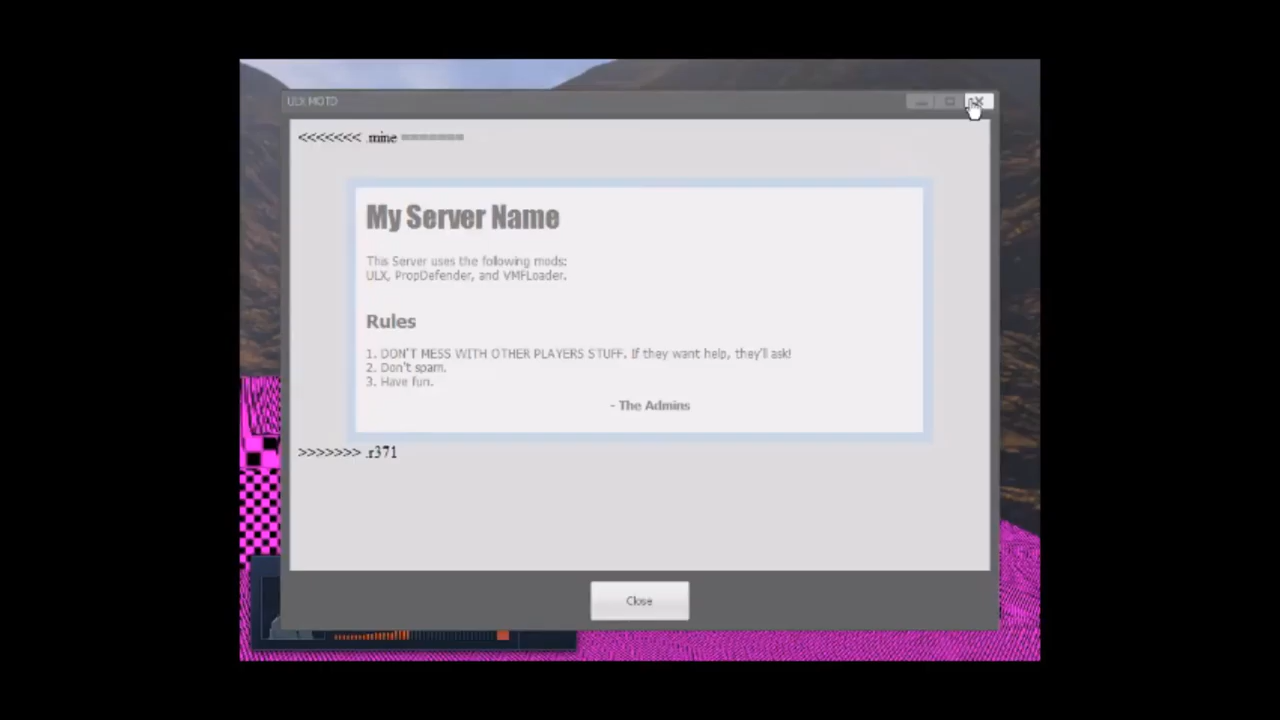 ULX MOTD
<<<<<<< .mine =======
My Server Name
This Server uses the following mods:
ULX, PropDefender, and VMFLoader.
Rules
1. DON'T MESS WITH OTHER PLAYERS STUFF. If they want help, they'll ask!
2. Don't spam.
3. Have fun.
- The Admins
>>>>>>> .r371
Close